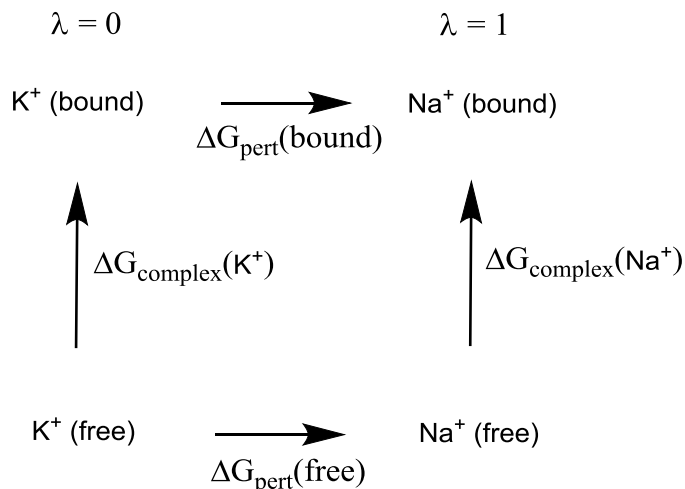 λ = 0
λ = 1
K⁺ (bound)
Na⁺ (bound)
ΔG_pert(bound)
ΔG_complex(K⁺)
ΔG_complex(Na⁺)
K⁺ (free)
Na⁺ (free)
ΔG_pert(free)